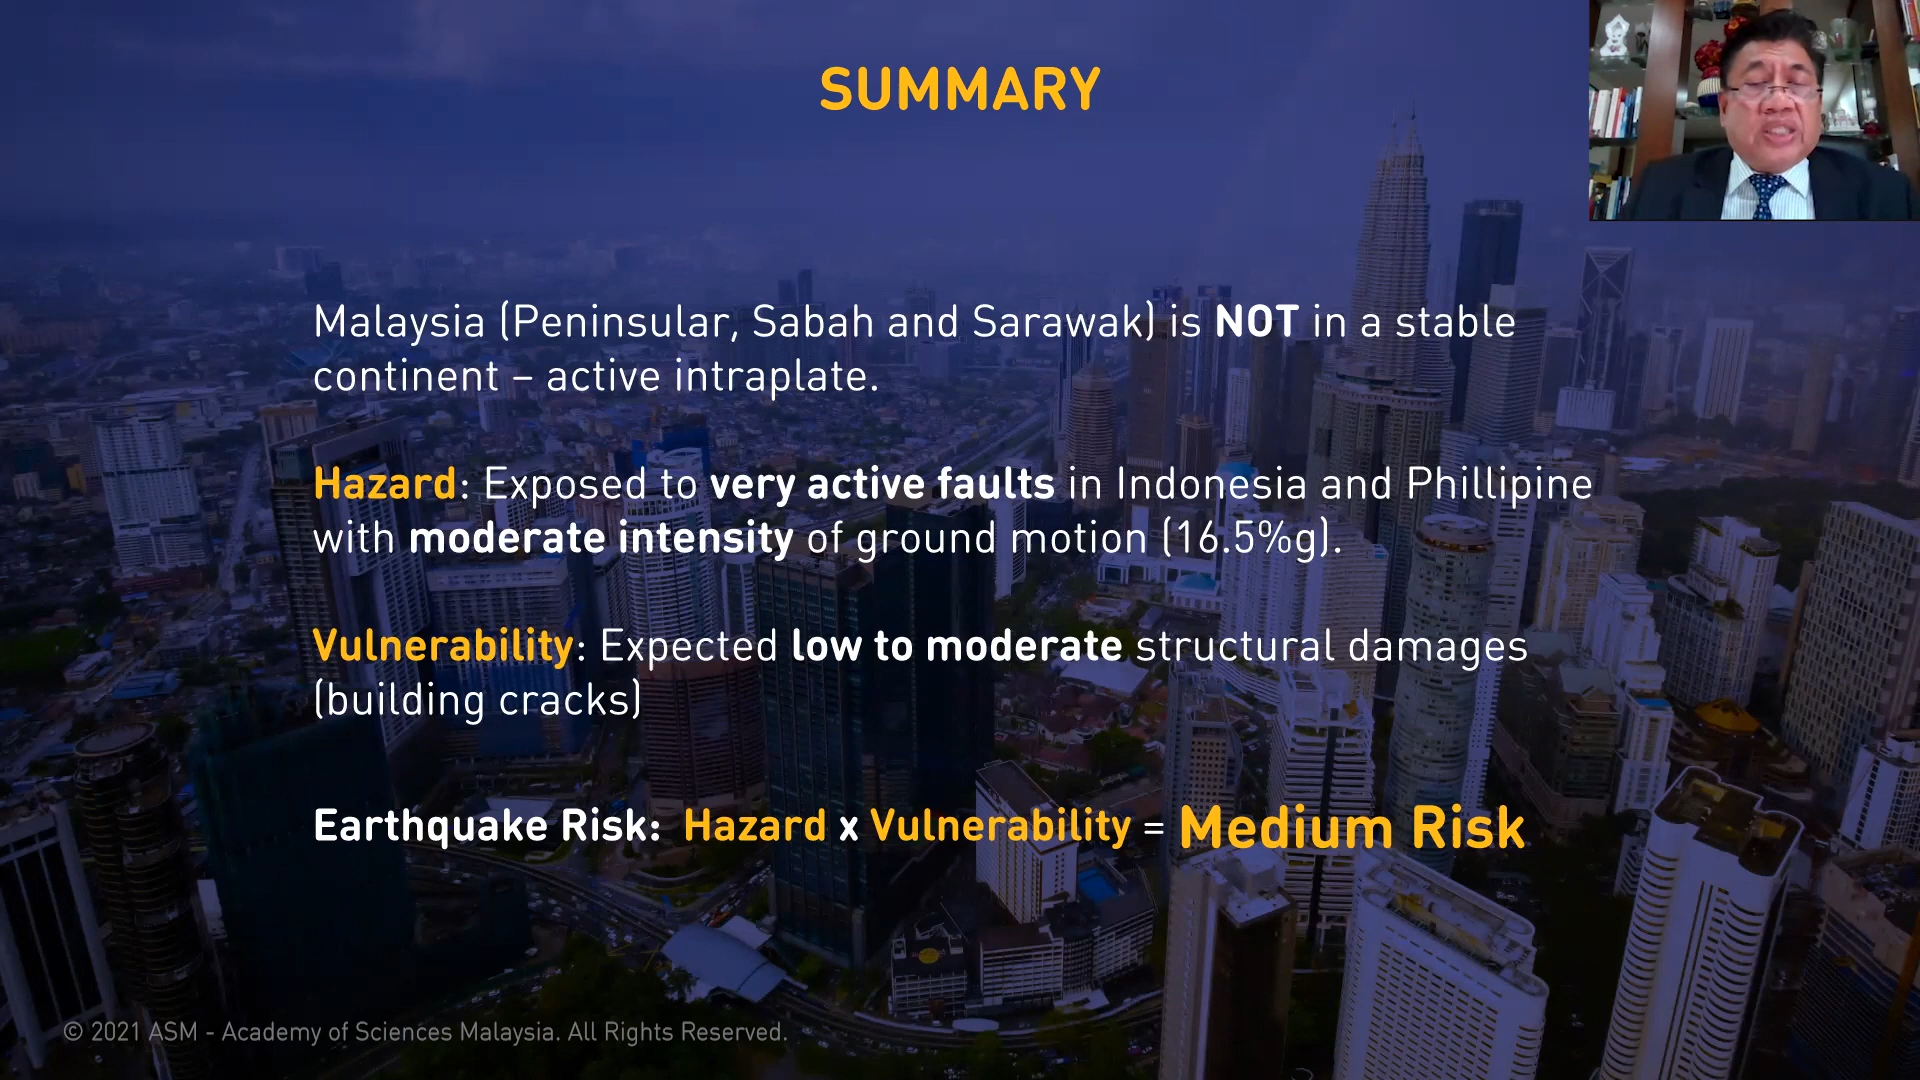 SUMMARY
Malaysia (Peninsular, Sabah and Sarawak) is NOT in a stable
continent – active intraplate.
Hazard: Exposed to very active faults in Indonesia and Phillipine
with moderate intensity of ground motion (16.5%g).
Vulnerability: Expected low to moderate structural damages
(building cracks)
Earthquake Risk: Hazard x Vulnerability = Medium Risk
© 2021 ASM - Academy of Sciences Malaysia. All Rights Reserved.